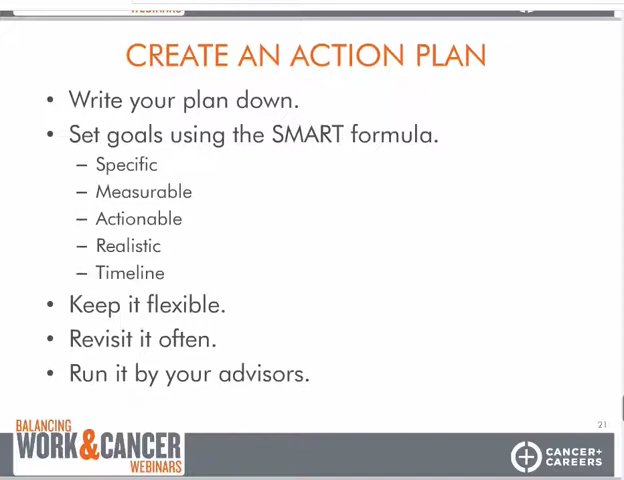 WEBINARS
CREATE AN ACTION PLAN
• Write your plan down.
• Set goals using the SMART formula.
– Specific
– Measurable
– Actionable
– Realistic
– Timeline
• Keep it flexible.
• Revisit it often.
• Run it by your advisors.
21
BALANCING
WORK & CANCER
WEBINARS
CANCER+
CAREERS